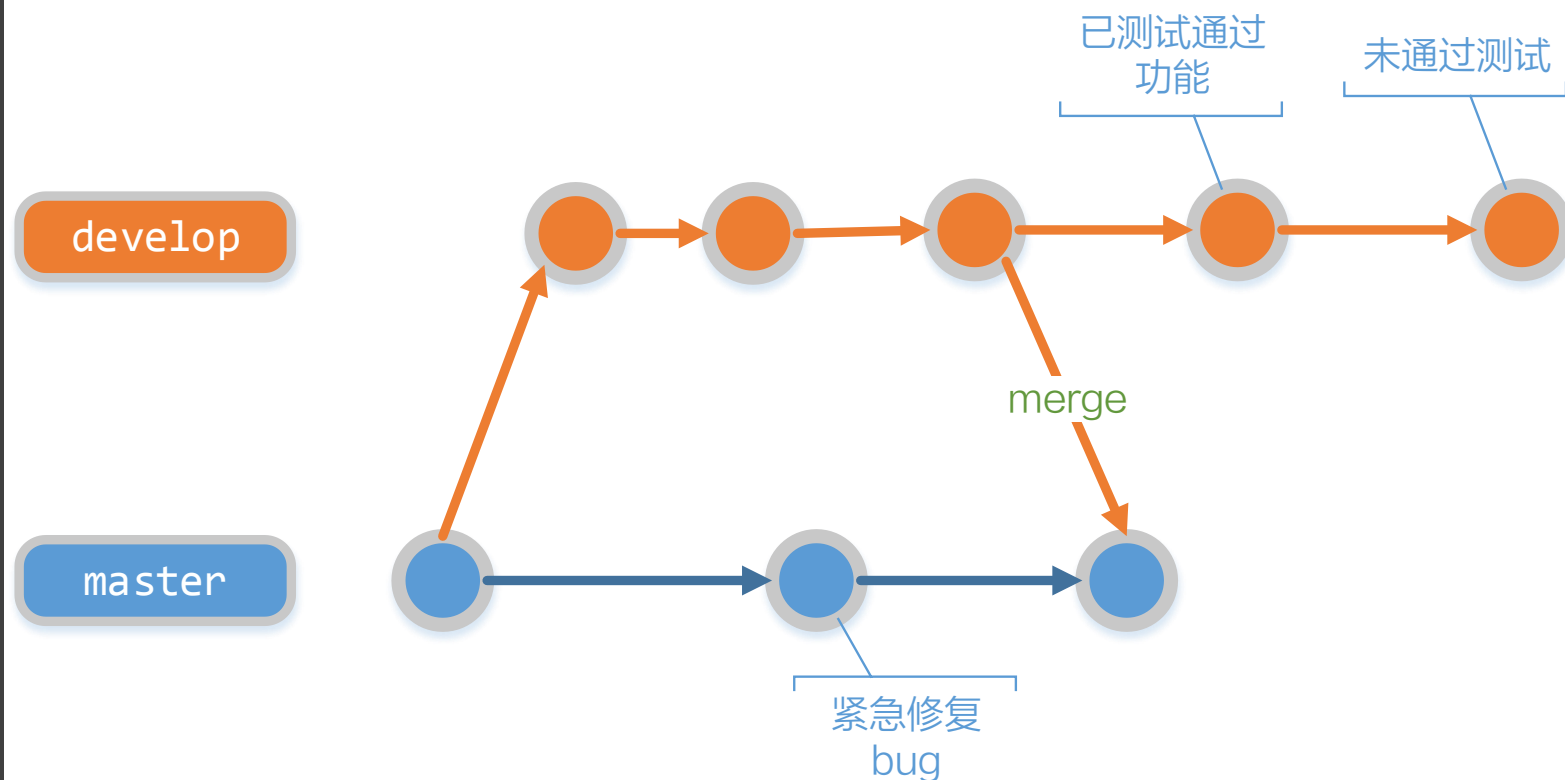 已测试通过
功能
未通过测试
develop
merge
master
紧急修复
bug